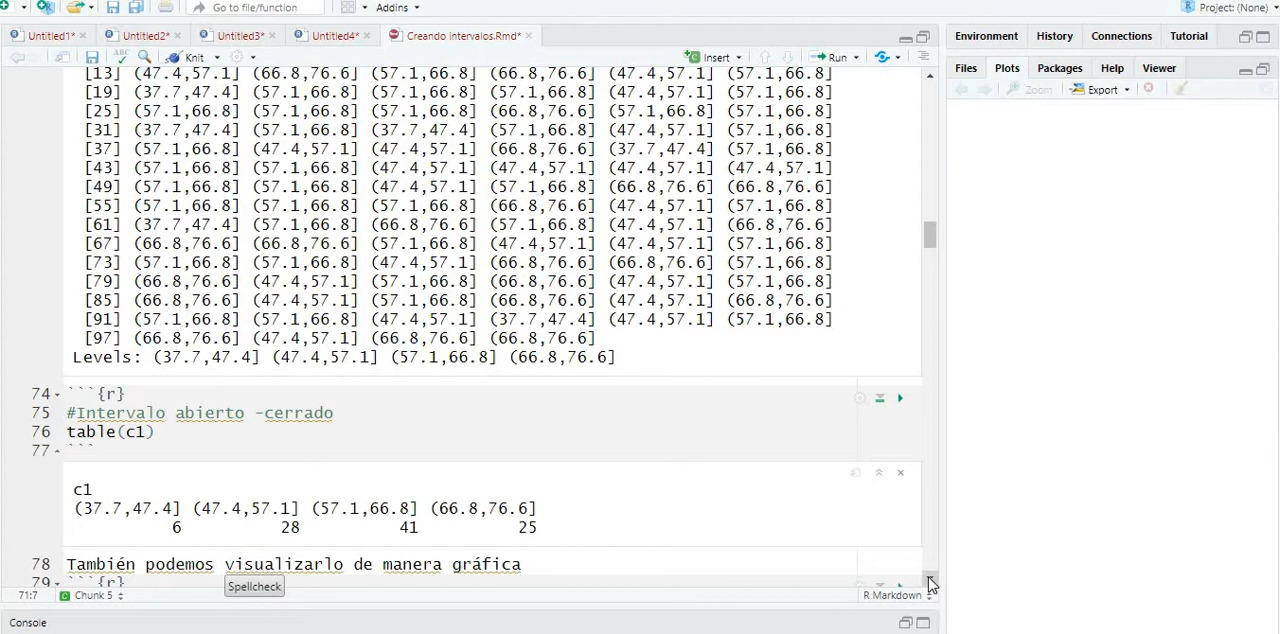 Go to file/function
Addins
Project: (None)
Untitled1*
Untitled2*
Untitled3*
Untitled4*
Creando intervalos.Rmd*
ABC
Knit
Insert
Run
[13] (47.4,57.1] (66.8,76.6] (57.1,66.8] (66.8,76.6] (47.4,57.1] (57.1,66.8]
[19] (37.7,47.4] (57.1,66.8] (57.1,66.8] (57.1,66.8] (47.4,57.1] (57.1,66.8]
[25] (57.1,66.8] (57.1,66.8] (57.1,66.8] (66.8,76.6] (57.1,66.8] (66.8,76.6]
[31] (37.7,47.4] (57.1,66.8] (37.7,47.4] (57.1,66.8] (47.4,57.1] (57.1,66.8]
[37] (57.1,66.8] (47.4,57.1] (47.4,57.1] (66.8,76.6] (37.7,47.4] (57.1,66.8]
[43] (57.1,66.8] (57.1,66.8] (47.4,57.1] (47.4,57.1] (47.4,57.1] (47.4,57.1]
[49] (57.1,66.8] (57.1,66.8] (47.4,57.1] (57.1,66.8] (66.8,76.6] (66.8,76.6]
[55] (57.1,66.8] (57.1,66.8] (57.1,66.8] (57.1,66.8] (47.4,57.1] (57.1,66.8]
[61] (37.7,47.4] (57.1,66.8] (66.8,76.6] (57.1,66.8] (47.4,57.1] (66.8,76.6]
[67] (66.8,76.6] (66.8,76.6] (57.1,66.8] (47.4,57.1] (47.4,57.1] (57.1,66.8]
[73] (57.1,66.8] (57.1,66.8] (47.4,57.1] (66.8,76.6] (66.8,76.6] (57.1,66.8]
[79] (66.8,76.6] (47.4,57.1] (57.1,66.8] (66.8,76.6] (47.4,57.1] (57.1,66.8]
[85] (66.8,76.6] (47.4,57.1] (57.1,66.8] (66.8,76.6] (47.4,57.1] (66.8,76.6]
[91] (57.1,66.8] (57.1,66.8] (47.4,57.1] (37.7,47.4] (47.4,57.1] (57.1,66.8]
[97] (66.8,76.6] (47.4,57.1] (66.8,76.6] (66.8,76.6]
Levels: (37.7,47.4] (47.4,57.1] (57.1,66.8] (66.8,76.6]
74 ```{r}
75 #Intervalo abierto -cerrado
76 table(c1)
77 ```
c1
(37.7,47.4] (47.4,57.1] (57.1,66.8] (66.8,76.6]
6 28 41 25
78 También podemos visualizarlo de manera gráfica
79 ```{r}
Spellcheck
71:7
Chunk 5
R Markdown
Console
Environment
History
Connections
Tutorial
Files
Plots
Packages
Help
Viewer
Zoom
Export